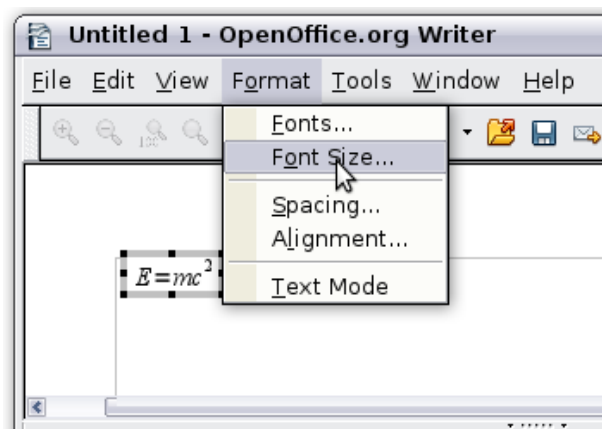 Untitled 1 - OpenOffice.org Writer
File Edit View Format Tools Window Help
Fonts...
Font Size...
Spacing...
Alignment...
E=mc²
Text Mode